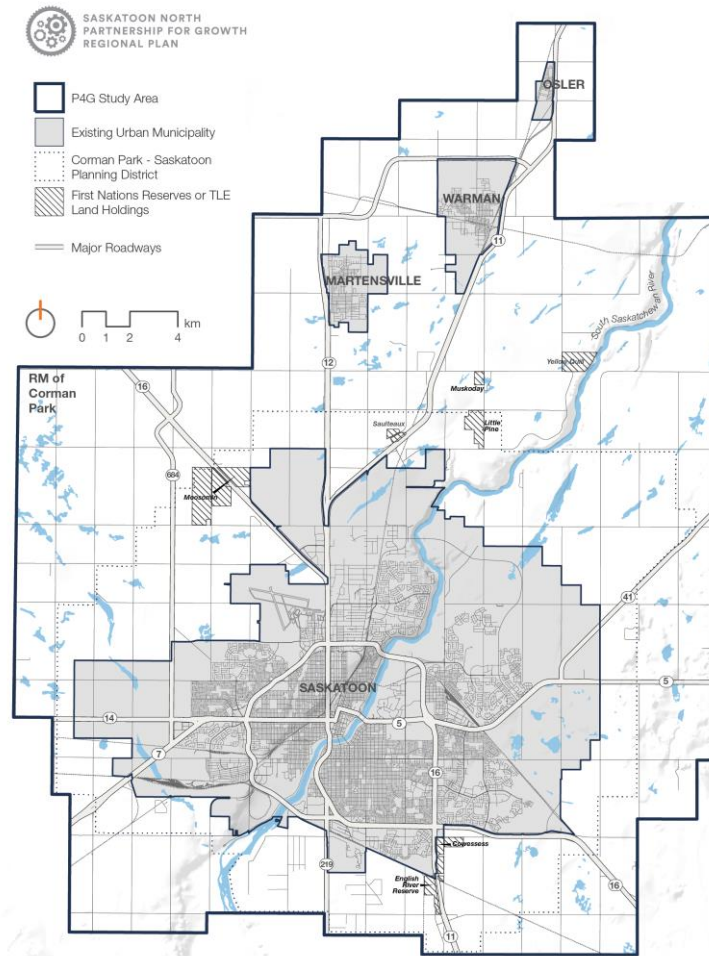 SASKATOON NORTH
PARTNERSHIP FOR GROWTH
REGIONAL PLAN
P4G Study Area
Existing Urban Municipality
Corman Park - Saskatoon
Planning District
First Nations Reserves or TLE
Land Holdings
Major Roadways
0 1 2 4
km
OSLER
WARMAN
11
MARTENSVILLE
South Saskatchewan River
12
Yellow Quill
RM of
Corman
Park
16
Muskoday
Little
Pine
Saulteaux
684
Moosomin
41
5
SASKATOON
14
5
7
16
Cowessess
219
English
River
Reserve
16
11